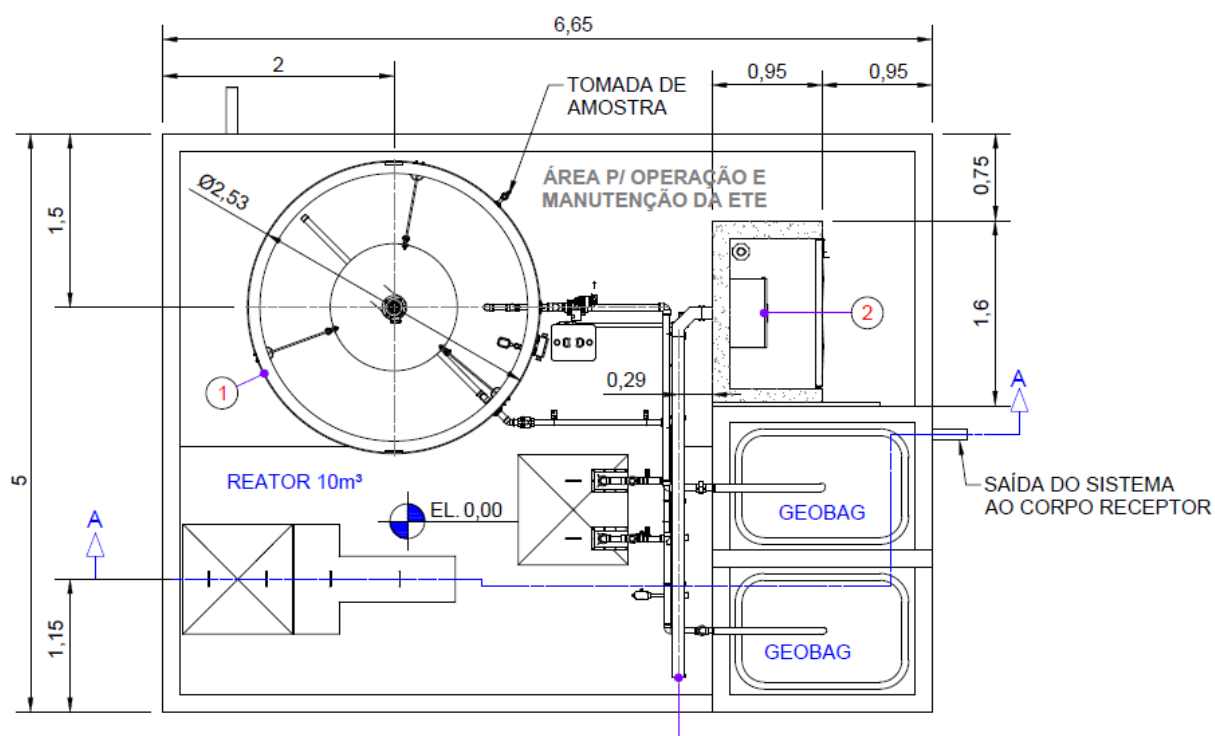 6,65
2
0,95
0,95
TOMADA DE
AMOSTRA
ÁREA P/ OPERAÇÃO E
MANUTENÇÃO DA ETE
0,75
Ø2,53
1,5
1,6
2
1
0,29
A
5
REATOR 10m³
EL. 0,00
SAÍDA DO SISTEMA
AO CORPO RECEPTOR
GEOBAG
A
1,15
GEOBAG